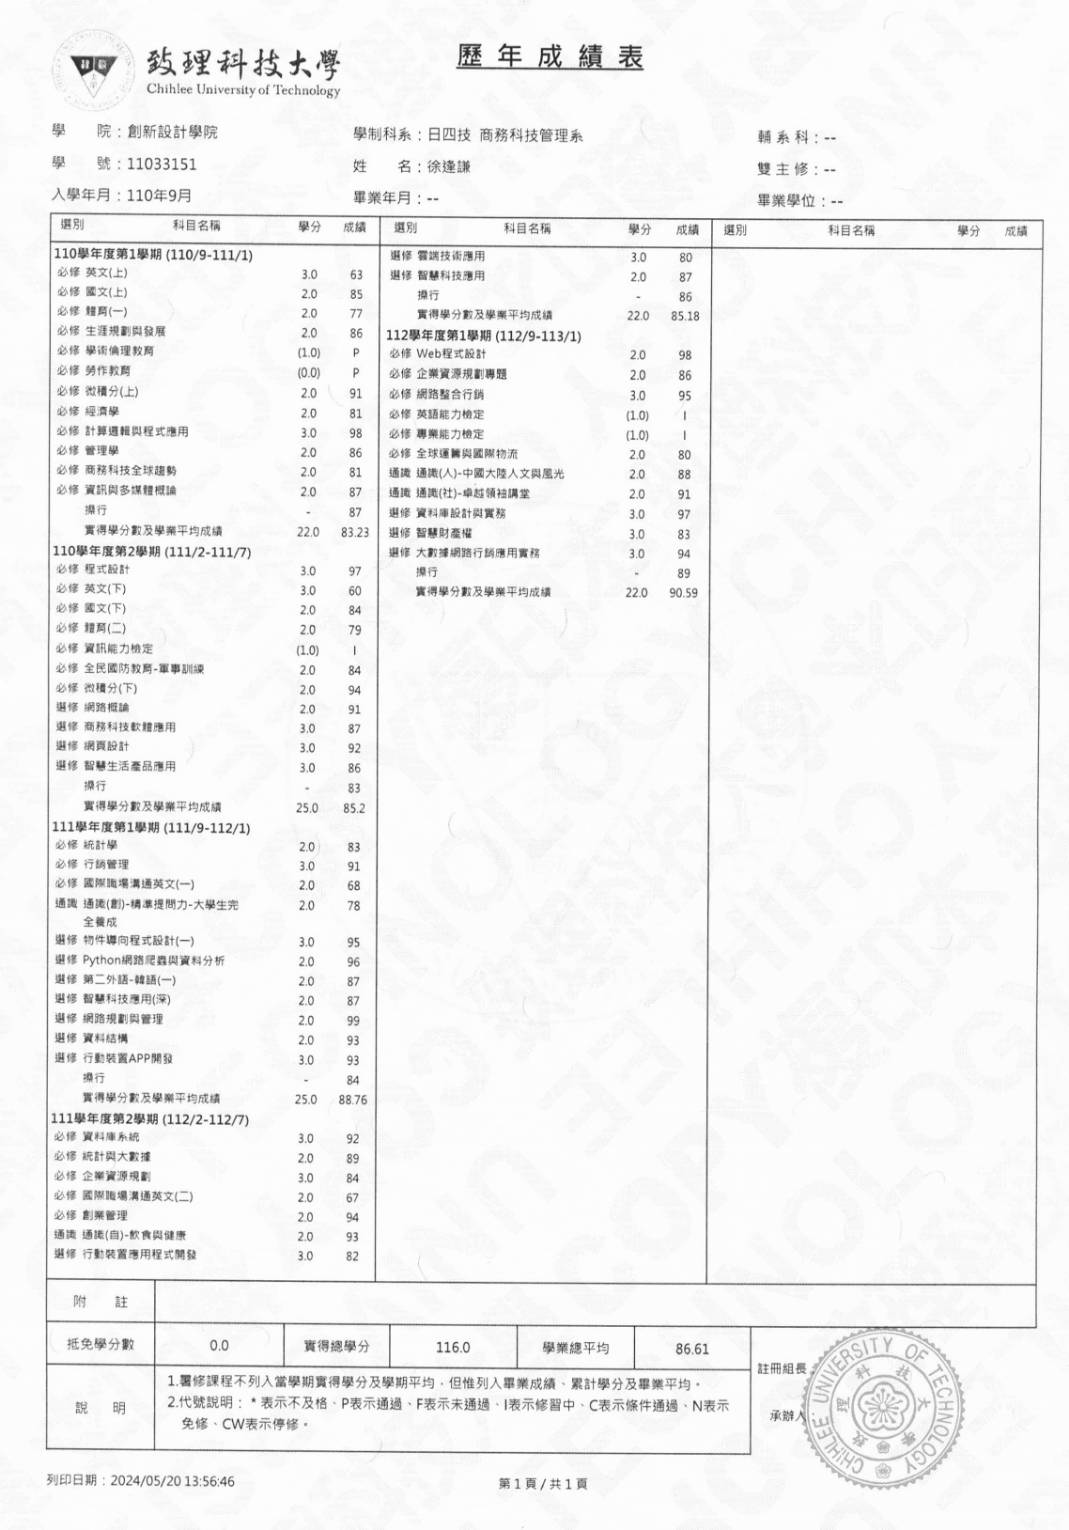 致理科技大學
Chihlee University of Technology
歷年成績表
學 院：創新設計學院 學制科系：日四技 商務科技管理系 輔系科：--
學 號：11033151 姓 名：徐逢謙 雙主修：--
入學年月：110年9月 畢業年月：-- 畢業學位：--
選別 科目名稱 學分 成績
110學年度第1學期 (110/9-111/1)
必修 英文(上) 3.0 63
必修 國文(上) 2.0 85
必修 體育(一) 2.0 77
必修 生涯規劃與發展 2.0 86
必修 學術倫理教育 (1.0) P
必修 勞作教育 (0.0) P
必修 微積分(上) 2.0 91
必修 經濟學 2.0 81
必修 計算邏輯與程式應用 3.0 98
必修 管理學 2.0 86
必修 商務科技全球趨勢 2.0 81
必修 資訊與多媒體概論 2.0 87
操行 - 87
實得學分數及學業平均成績 22.0 83.23
110學年度第2學期 (111/2-111/7)
必修 程式設計 3.0 97
必修 英文(下) 3.0 60
必修 國文(下) 2.0 84
必修 體育(二) 2.0 79
必修 資訊能力檢定 (1.0) I
必修 全民國防教育-軍事訓練 2.0 84
必修 微積分(下) 2.0 94
選修 網路概論 2.0 91
選修 商務科技軟體應用 3.0 87
選修 網頁設計 3.0 92
選修 智慧生活產品應用 3.0 86
操行 - 83
實得學分數及學業平均成績 25.0 85.2
111學年度第1學期 (111/9-112/1)
必修 統計學 2.0 83
必修 行銷管理 3.0 91
必修 國際職場溝通英文(一) 2.0 68
通識 通識(創)-精準提問力-大學生完 2.0 78
全養成
選修 物件導向程式設計(一) 3.0 95
選修 Python網路爬蟲與資料分析 2.0 96
選修 第二外語-韓語(一) 2.0 87
選修 智慧科技應用(深) 2.0 87
選修 網路規劃與管理 2.0 99
選修 資料結構 2.0 93
選修 行動裝置APP開發 3.0 93
操行 - 84
實得學分數及學業平均成績 25.0 88.76
111學年度第2學期 (112/2-112/7)
必修 資料庫系統 3.0 92
必修 統計與大數據 2.0 89
必修 企業資源規劃 3.0 84
必修 國際職場溝通英文(二) 2.0 67
必修 創業管理 2.0 94
通識 通識(自)-飲食與健康 2.0 93
選修 行動裝置應用程式開發 3.0 82
選別 科目名稱 學分 成績
選修 雲端技術應用 3.0 80
選修 智慧科技應用 2.0 87
操行 - 86
實得學分數及學業平均成績 22.0 85.18
112學年度第1學期 (112/9-113/1)
必修 Web程式設計 2.0 98
必修 企業資源規劃專題 2.0 86
必修 網路整合行銷 3.0 95
必修 英語能力檢定 (1.0) I
必修 專業能力檢定 (1.0) I
必修 全球運籌與國際物流 2.0 80
通識 通識(人)-中國大陸人文與風光 2.0 88
通識 通識(社)-卓越領袖講堂 2.0 91
選修 資料庫設計與實務 3.0 97
選修 智慧財產權 3.0 83
選修 大數據網路行銷應用實務 3.0 94
操行 - 89
實得學分數及學業平均成績 22.0 90.59
選別 科目名稱 學分 成績
附 註
抵免學分數 0.0 實得總學分 116.0 學業總平均 86.61
說 明
1.暑修課程不列入當學期實得學分及學期平均，但惟列入畢業成績、累計學分及畢業平均。
2.代號說明：*表示不及格、P表示通過、F表示未通過、I表示修習中、C表示條件通過、N表示
免修、CW表示停修。
註冊組長
承辦人
CHIHLEE UNIVERSITY OF TECHNOLOGY
致理科技大學
列印日期：2024/05/20 13:56:46
第1頁/共1頁